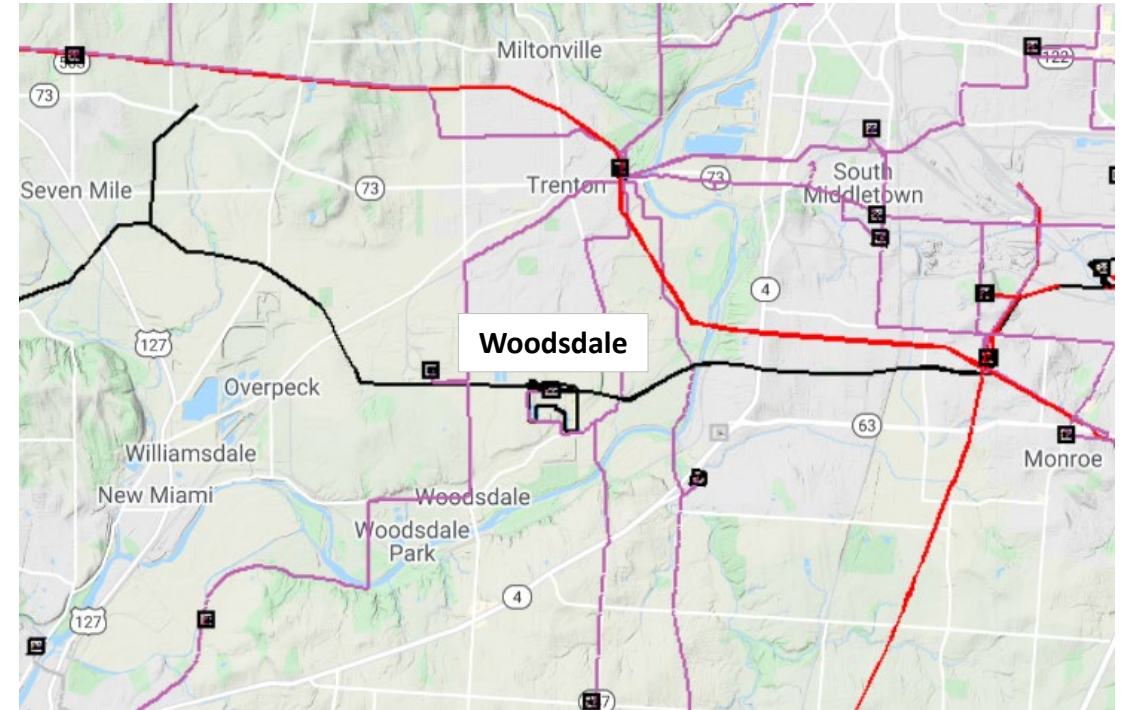 Miltonville
122
503
73
Seven Mile
73
Trenton
73
South
Middletown
4
127
Woodsdale
Overpeck
63
Williamsdale
Monroe
New Miami
Woodsdale
Woodsdale
Park
4
127